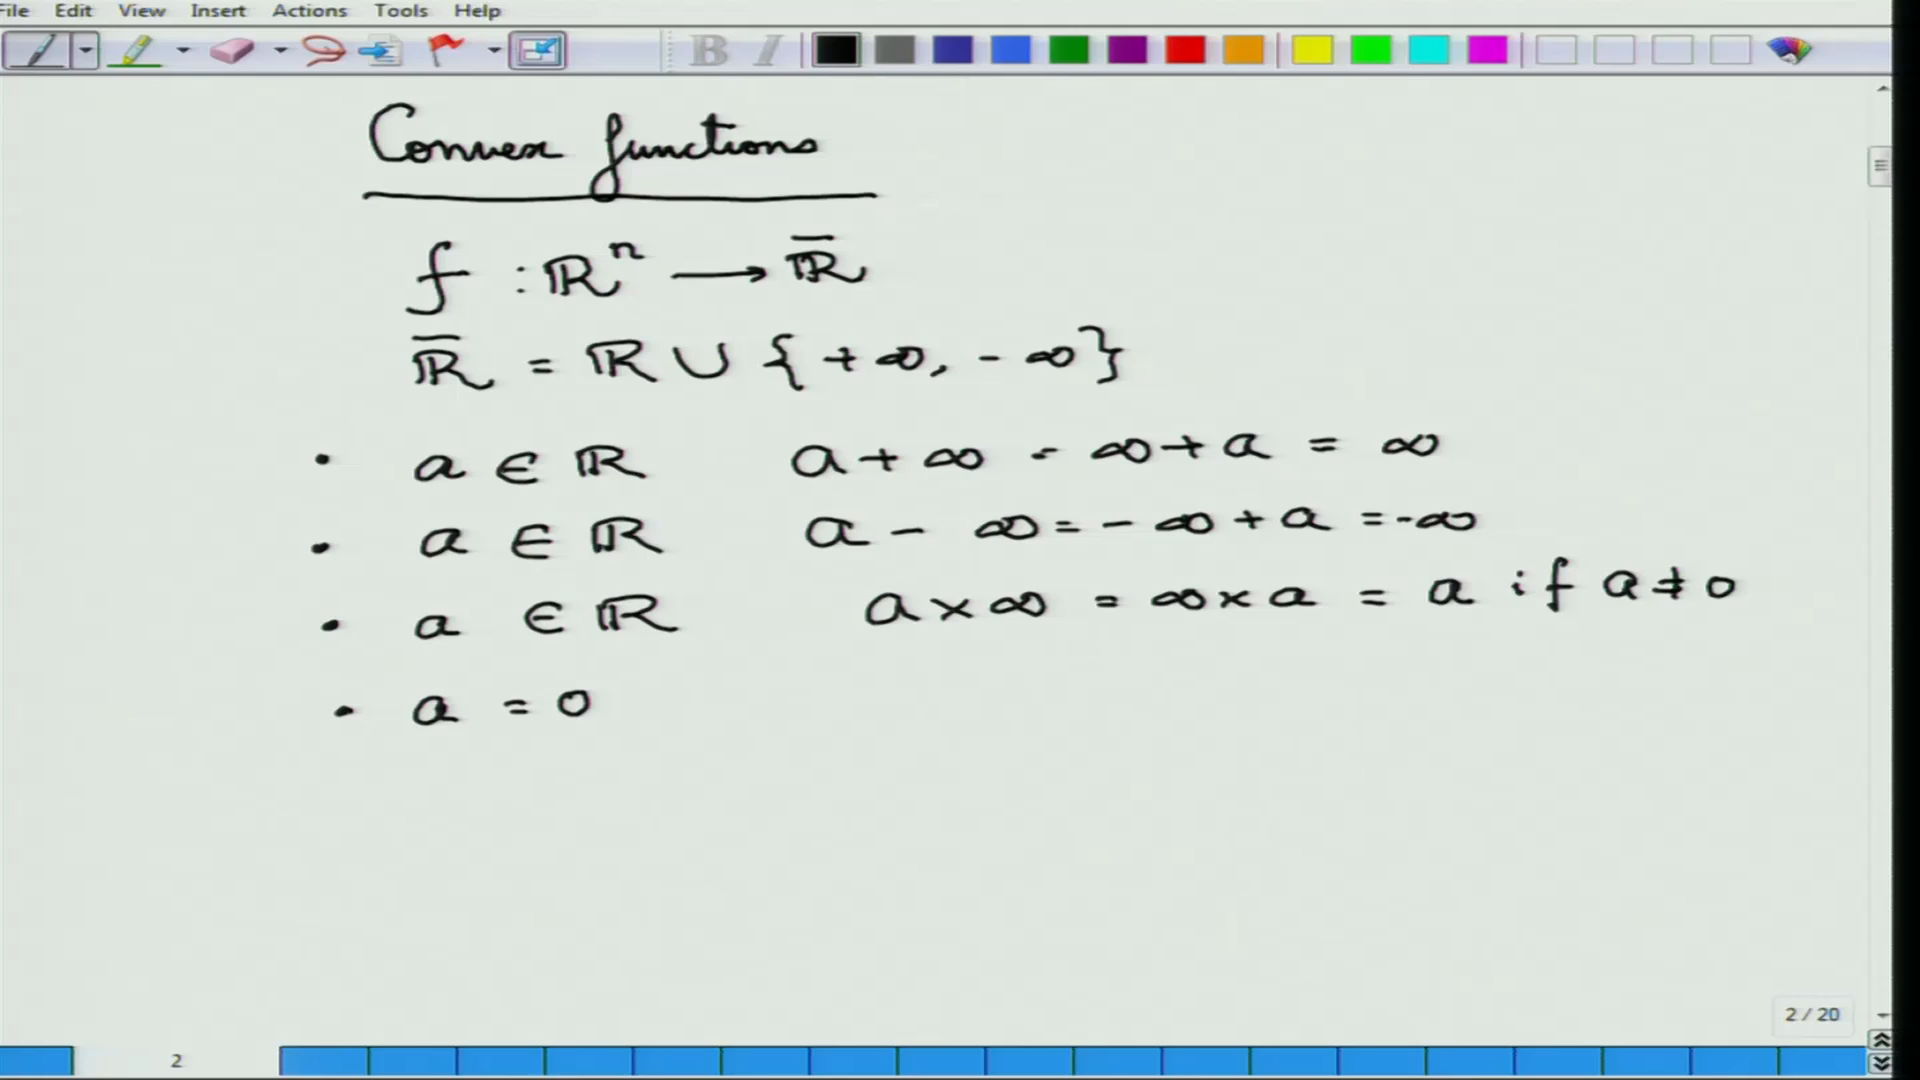 File Edit View Insert Actions Tools Help
B I
Convex functions
f : ℝⁿ ⟶ ℝ̄
ℝ̄ = ℝ ∪ {+∞, -∞}
• a ∈ ℝ a + ∞ = ∞ + a = ∞
• a ∈ ℝ a - ∞ = - ∞ + a = -∞
• a ∈ ℝ a × ∞ = ∞ × a = a if a ≠ 0
• a = 0
2 / 20
2